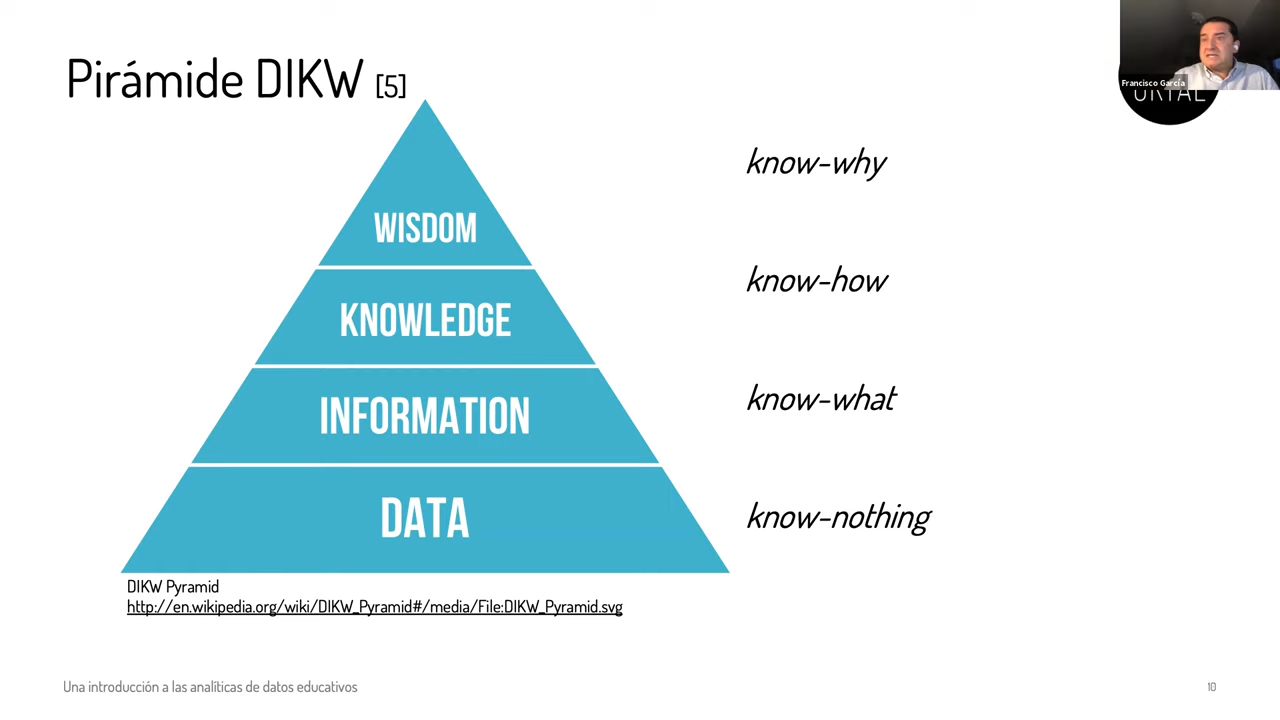 Pirámide DIKW [5]
Francisco García
WISDOM
KNOWLEDGE
INFORMATION
DATA
know-why
know-how
know-what
know-nothing
DIKW Pyramid
http://en.wikipedia.org/wiki/DIKW_Pyramid#/media/File:DIKW_Pyramid.svg
Una introducción a las analíticas de datos educativos
10